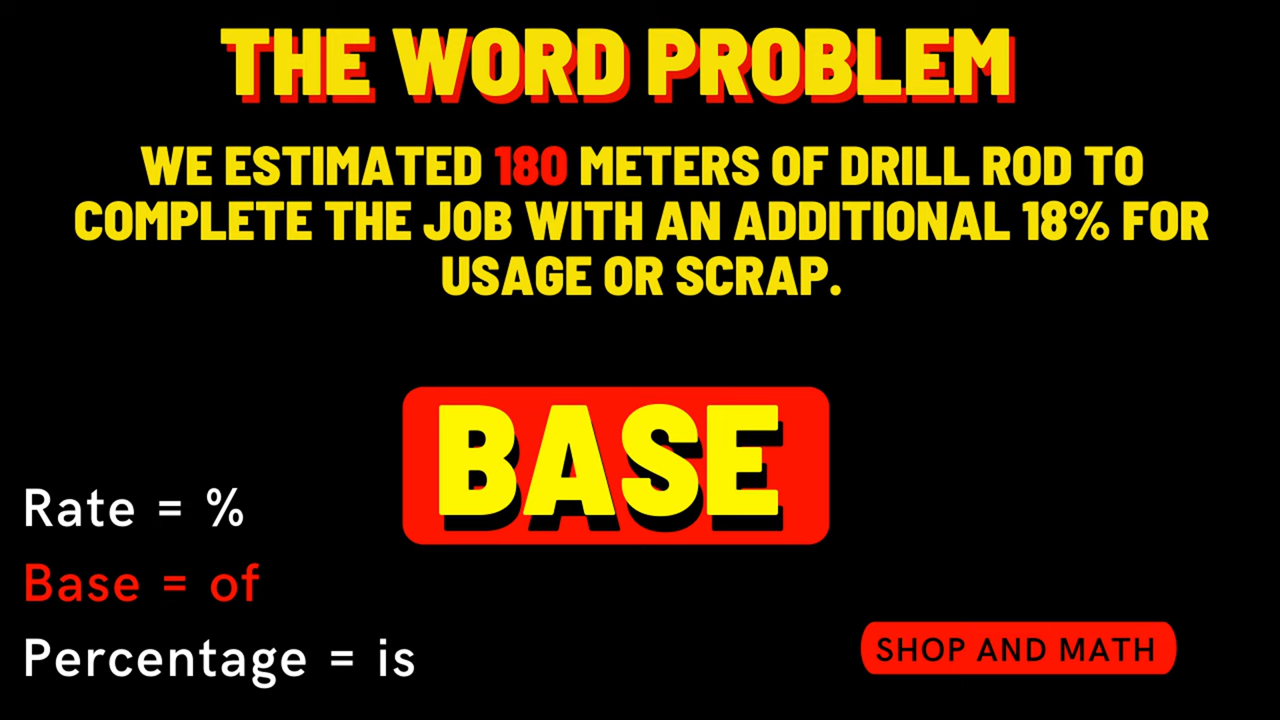 THE WORD PROBLEM
WE ESTIMATED 180 METERS OF DRILL ROD TO
COMPLETE THE JOB WITH AN ADDITIONAL 18% FOR
USAGE OR SCRAP.
BASE
Rate = %
Base = of
Percentage = is
SHOP AND MATH